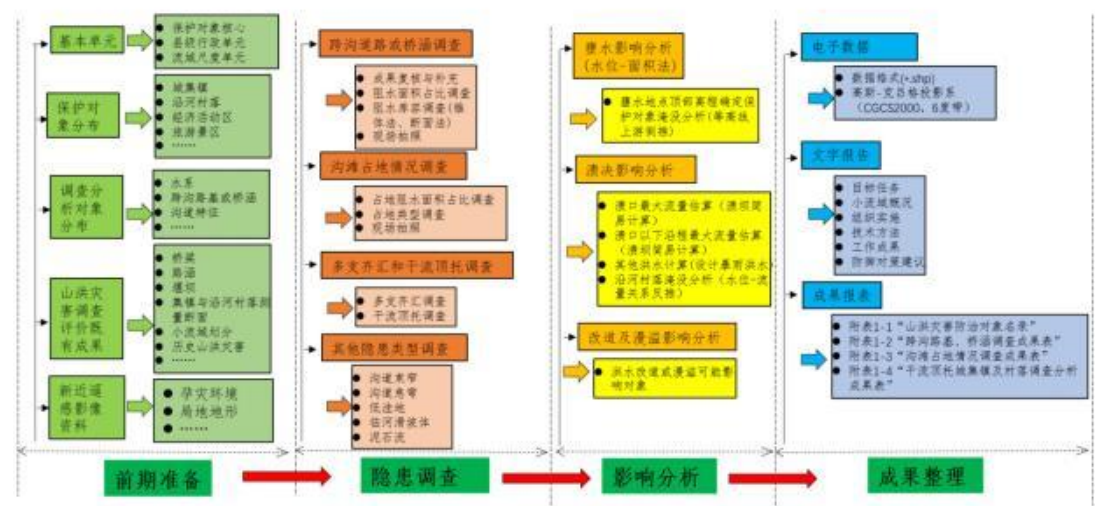 基本单元
保护对象核心
县级行政单元
流域尺度单元
保护对
象分布
城集镇
沿河村落
经济活动区
旅游景区
......
调查分
析对象
分布
水系
跨沟路基或桥涵
沟道特征
......
山洪灾
害调查
评价既
有成果
桥梁
路涵
堰坝
集镇与沿河村落测
量断面
小流域划分
历史山洪灾害
......
新近遥
感影像
资料
孕灾环境
局地地形
......
前期准备
跨沟道路或桥涵调查
成果复核与补充
阻水面积占比调查
阻水库容调查(锥
体法、断面法)
现场拍照
沟滩占地情况调查
占地阻水面积占比调查
占地类型调查
现场拍照
多支齐汇和干流顶托调查
多支齐汇调查
干流顶托调查
其他隐患类型调查
沟道束窄
沟道急弯
低洼地
临河滑坡体
泥石流
隐患调查
壅水影响分析
(水位-面积法)
壅水地点顶部高程确定保
护对象淹没分析(等高线
上游倒推)
溃决影响分析
溃口最大流量估算（溃坝简
易计算)
溃口以下沿程最大流量估算
（溃坝简易计算）
其他洪水计算(设计暴雨洪水)
沿河村落淹没分析（水位-流
量关系反推）
改道及漫溢影响分析
洪水改道或漫溢可能影
响对象
影响分析
电子数据
数据格式(*.shp)
高斯-克吕格投影系
（CGCS2000、6度带）
文字报告
目标任务
小流域概况
组织实施
技术方法
工作成果
防御对策建议
成果报表
附表1-1“山洪灾害防治对象名录”
附表1-2“跨沟路基、桥涵调查成果表”
附表1-3“沟滩占地情况调查成果表”
附表1-4“干流顶托城集镇及村落调查分析
成果表”
成果整理